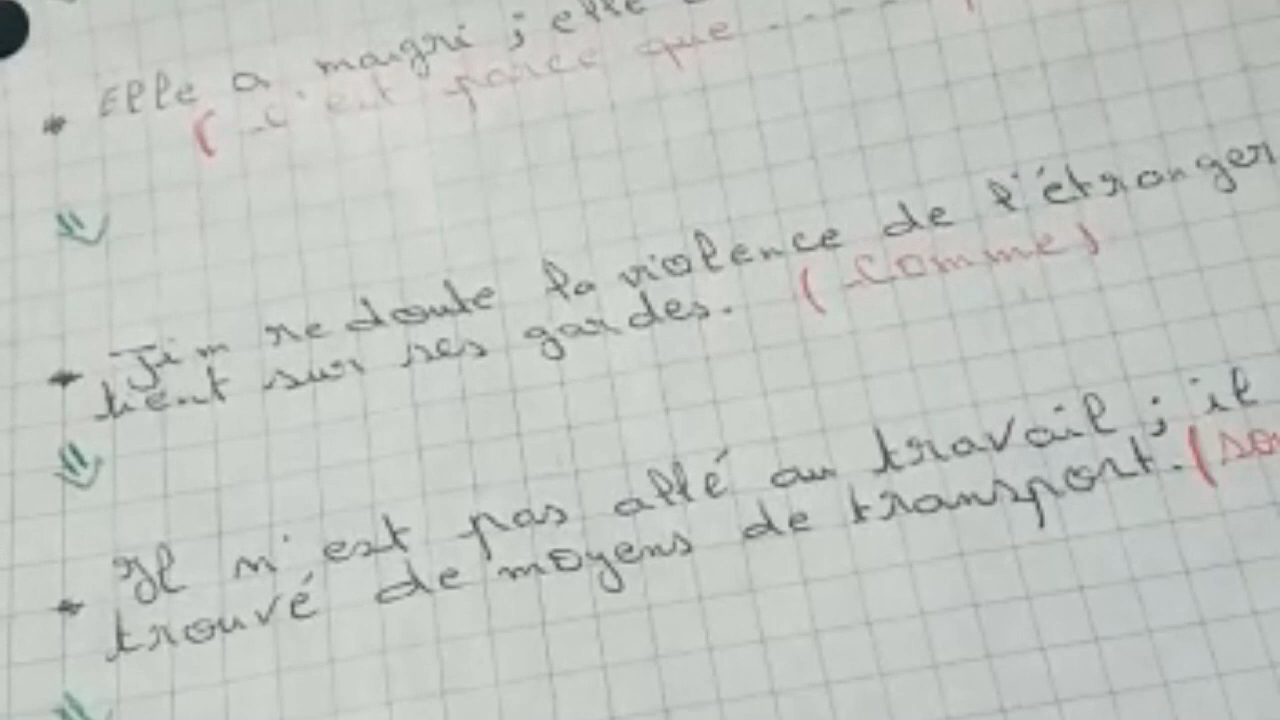 Elle a maigri ; elle
( c'est parce que ------
Jim redoute la violence de l'étranger
tient sur ses gardes. (comme)
Il n'est pas allé au travail ; il
trouvé de moyens de transport. (